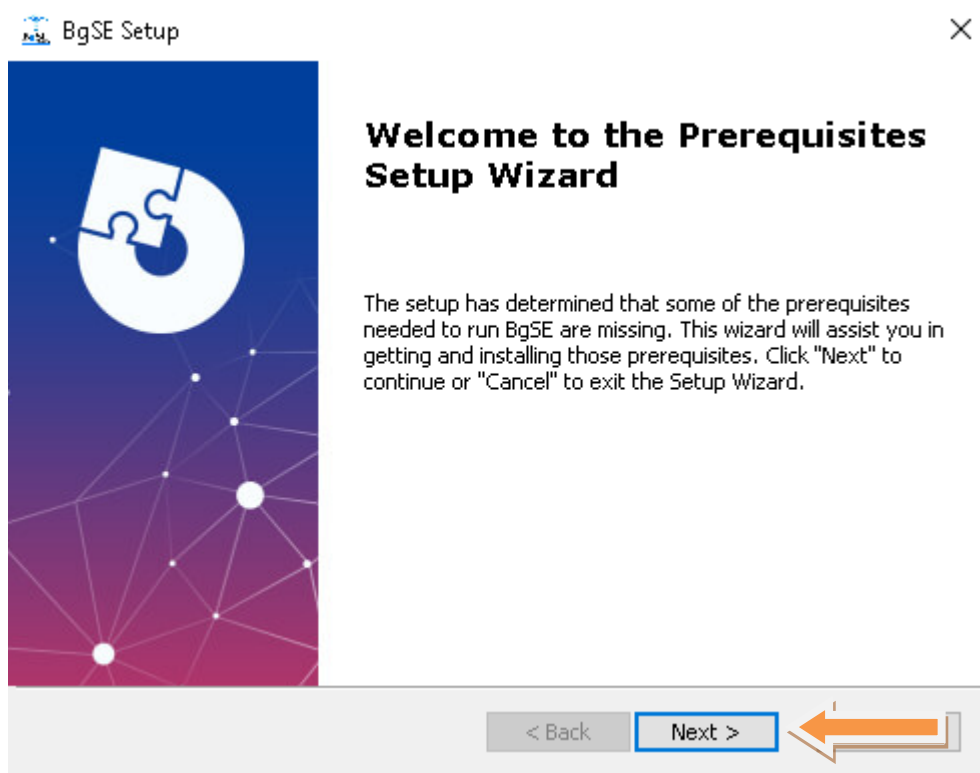 BgSE Setup
Welcome to the Prerequisites
Setup Wizard
The setup has determined that some of the prerequisites
needed to run BgSE are missing. This wizard will assist you in
getting and installing those prerequisites. Click "Next" to
continue or "Cancel" to exit the Setup Wizard.
< Back
Next >